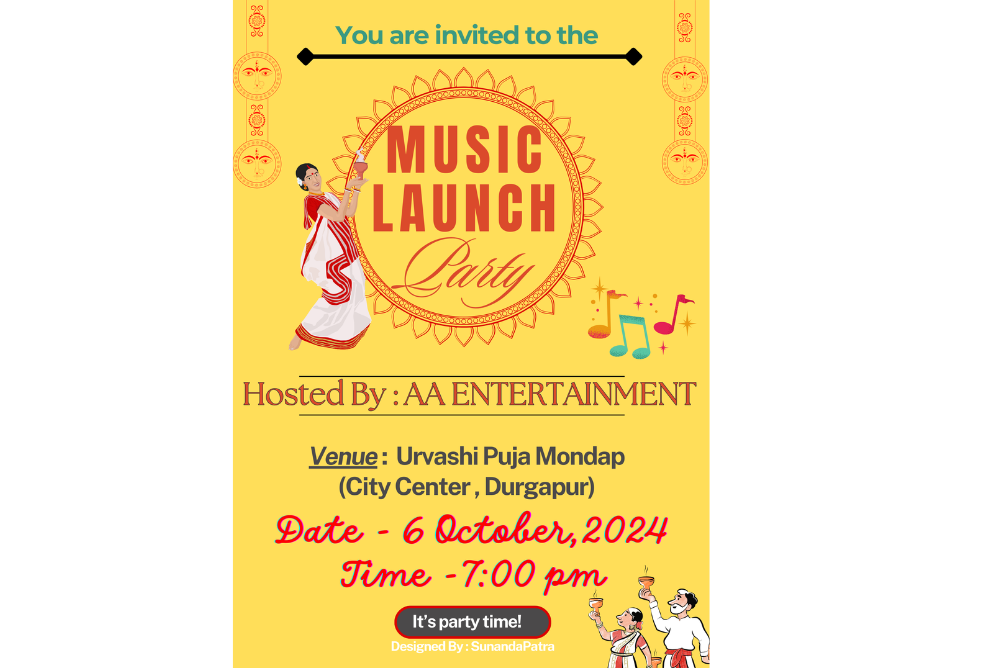 You are invited to the
MUSIC
LAUNCH
Party
Hosted By : AA ENTERTAINMENT
Venue : Urvashi Puja Mondap
(City Center , Durgapur)
Date - 6 October, 2024
Time -7:00 pm
It's party time!
Designed By : SunandaPatra